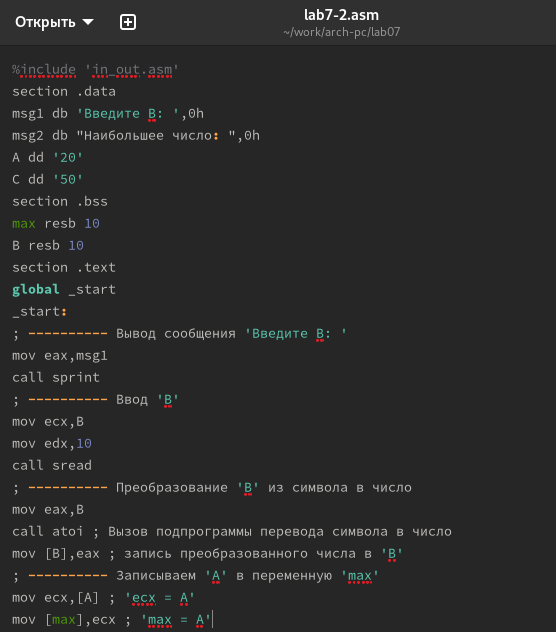 Открыть
lab7-2.asm
~/work/arch-pc/lab07
%include 'in_out.asm'
section .data
msg1 db 'Введите B: ',0h
msg2 db "Наибольшее число: ",0h
A dd '20'
C dd '50'
section .bss
max resb 10
B resb 10
section .text
global _start
_start:
; ---------- Вывод сообщения 'Введите B: '
mov eax,msg1
call sprint
; ---------- Ввод 'B'
mov ecx,B
mov edx,10
call sread
; ---------- Преобразование 'B' из символа в число
mov eax,B
call atoi ; Вызов подпрограммы перевода символа в число
mov [B],eax ; запись преобразованного числа в 'B'
; ---------- Записываем 'A' в переменную 'max'
mov ecx,[A] ; 'ecx = A'
mov [max],ecx ; 'max = A'